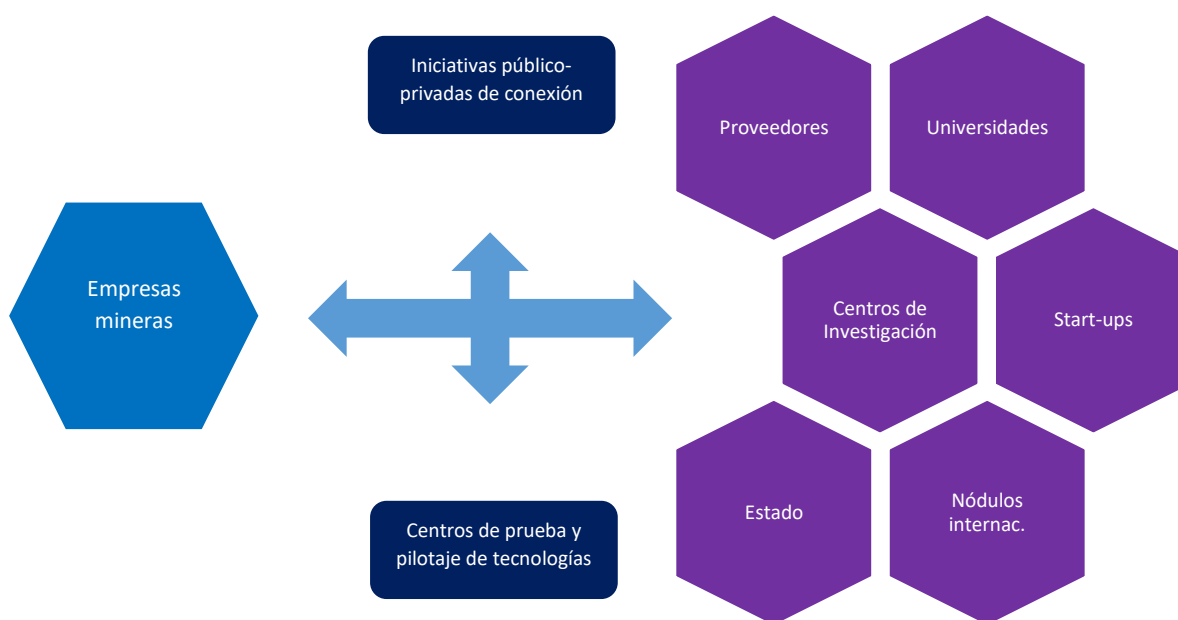 Iniciativas público-
privadas de conexión
Proveedores
Universidades
Empresas
mineras
Centros de
Investigación
Start-ups
Centros de prueba y
pilotaje de tecnologías
Estado
Nódulos
internac.